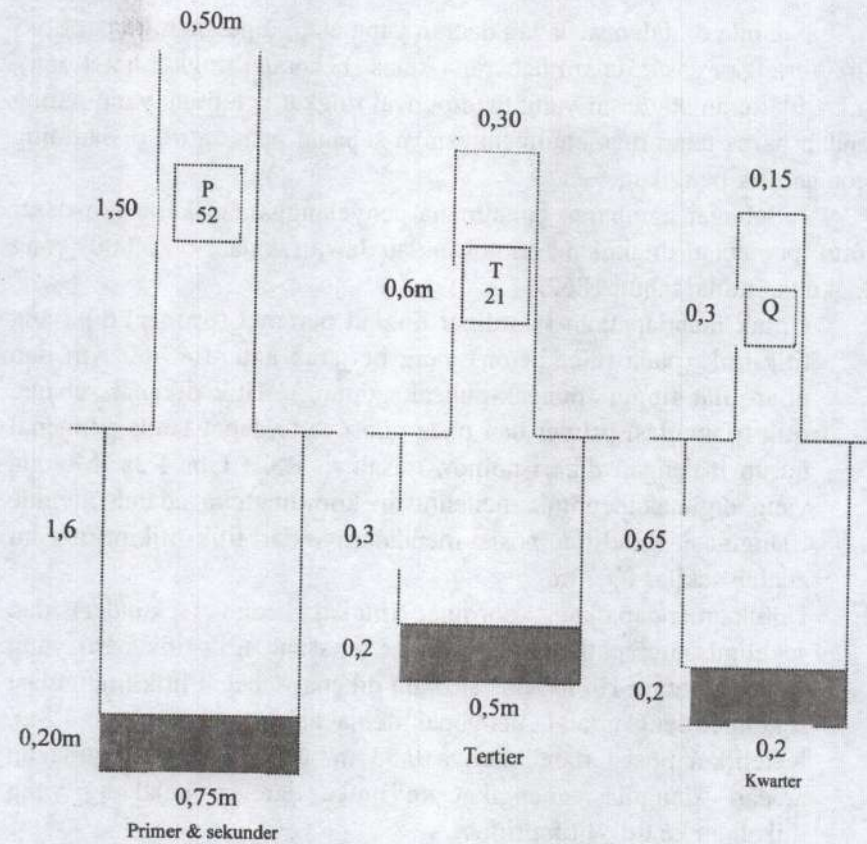 0,50m
1,50
P
52
1,6
0,20m
0,75m
Primer & sekunder
0,30
0,6m
T
21
0,3
0,2
0,5m
Tertier
0,15
0,3
Q
0,65
0,2
0,2
Kwarter